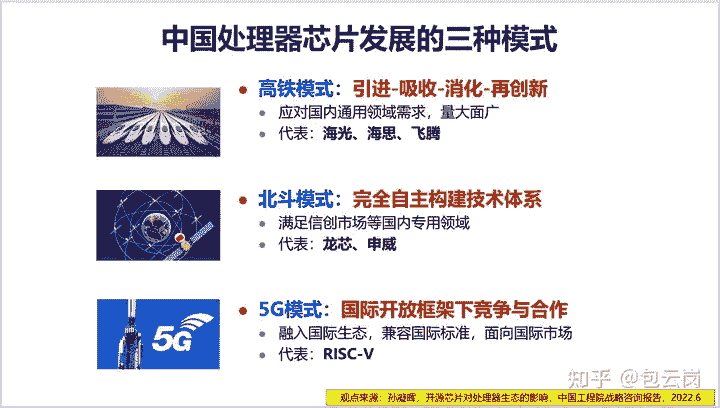 中国处理器芯片发展的三种模式
高铁模式：引进-吸收-消化-再创新
应对国内通用领域需求，量大面广
代表：海光、海思、飞腾
北斗模式：完全自主构建技术体系
满足信创市场等国内专用领域
代表：龙芯、申威
5G
5G模式：国际开放框架下竞争与合作
融入国际生态，兼容国际标准，面向国际市场
代表：RISC-V
知乎 @包云岗
观点来源：孙凝晖，开源芯片对处理器生态的影响，中国工程院战略咨询报告，2022.6